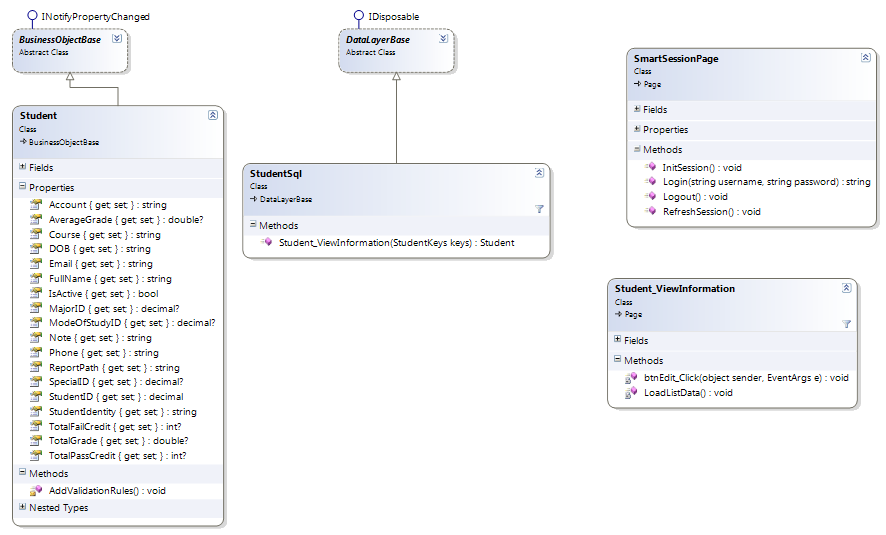 INotifyPropertyChanged
BusinessObjectBase
Abstract Class
Student
Class
BusinessObjectBase
Fields
Properties
Account { get; set; } : string
AverageGrade { get; set; } : double?
Course { get; set; } : string
DOB { get; set; } : string
Email { get; set; } : string
FullName { get; set; } : string
IsActive { get; set; } : bool
MajorID { get; set; } : decimal?
ModeOfStudyID { get; set; } : decimal?
Note { get; set; } : string
Phone { get; set; } : string
ReportPath { get; set; } : string
SpecialID { get; set; } : decimal?
StudentID { get; set; } : decimal
StudentIdentity { get; set; } : string
TotalFailCredit { get; set; } : int?
TotalGrade { get; set; } : double?
TotalPassCredit { get; set; } : int?
Methods
AddValidationRules() : void
Nested Types
IDisposable
DataLayerBase
Abstract Class
StudentSql
Class
DataLayerBase
Methods
Student_ViewInformation(StudentKeys keys) : Student
SmartSessionPage
Class
Page
Fields
Properties
Methods
InitSession() : void
Login(string username, string password) : string
Logout() : void
RefreshSession() : void
Student_ViewInformation
Class
Page
Fields
Methods
btnEdit_Click(object sender, EventArgs e) : void
LoadListData() : void